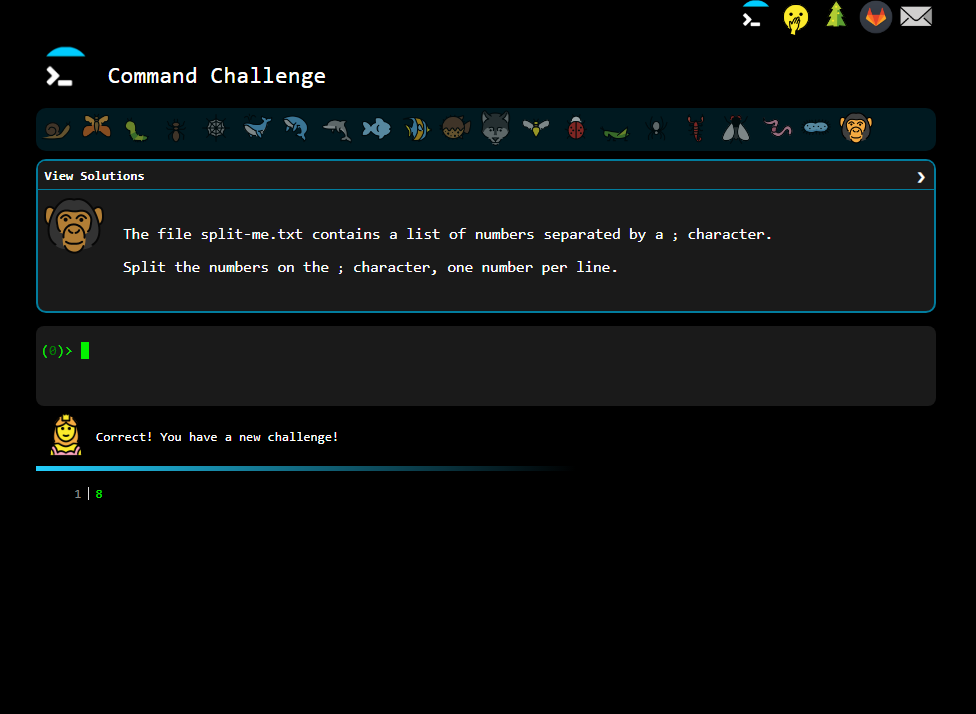 Command Challenge
View Solutions
The file split-me.txt contains a list of numbers separated by a ; character.
Split the numbers on the ; character, one number per line.
(0)>
Correct! You have a new challenge!
1 8